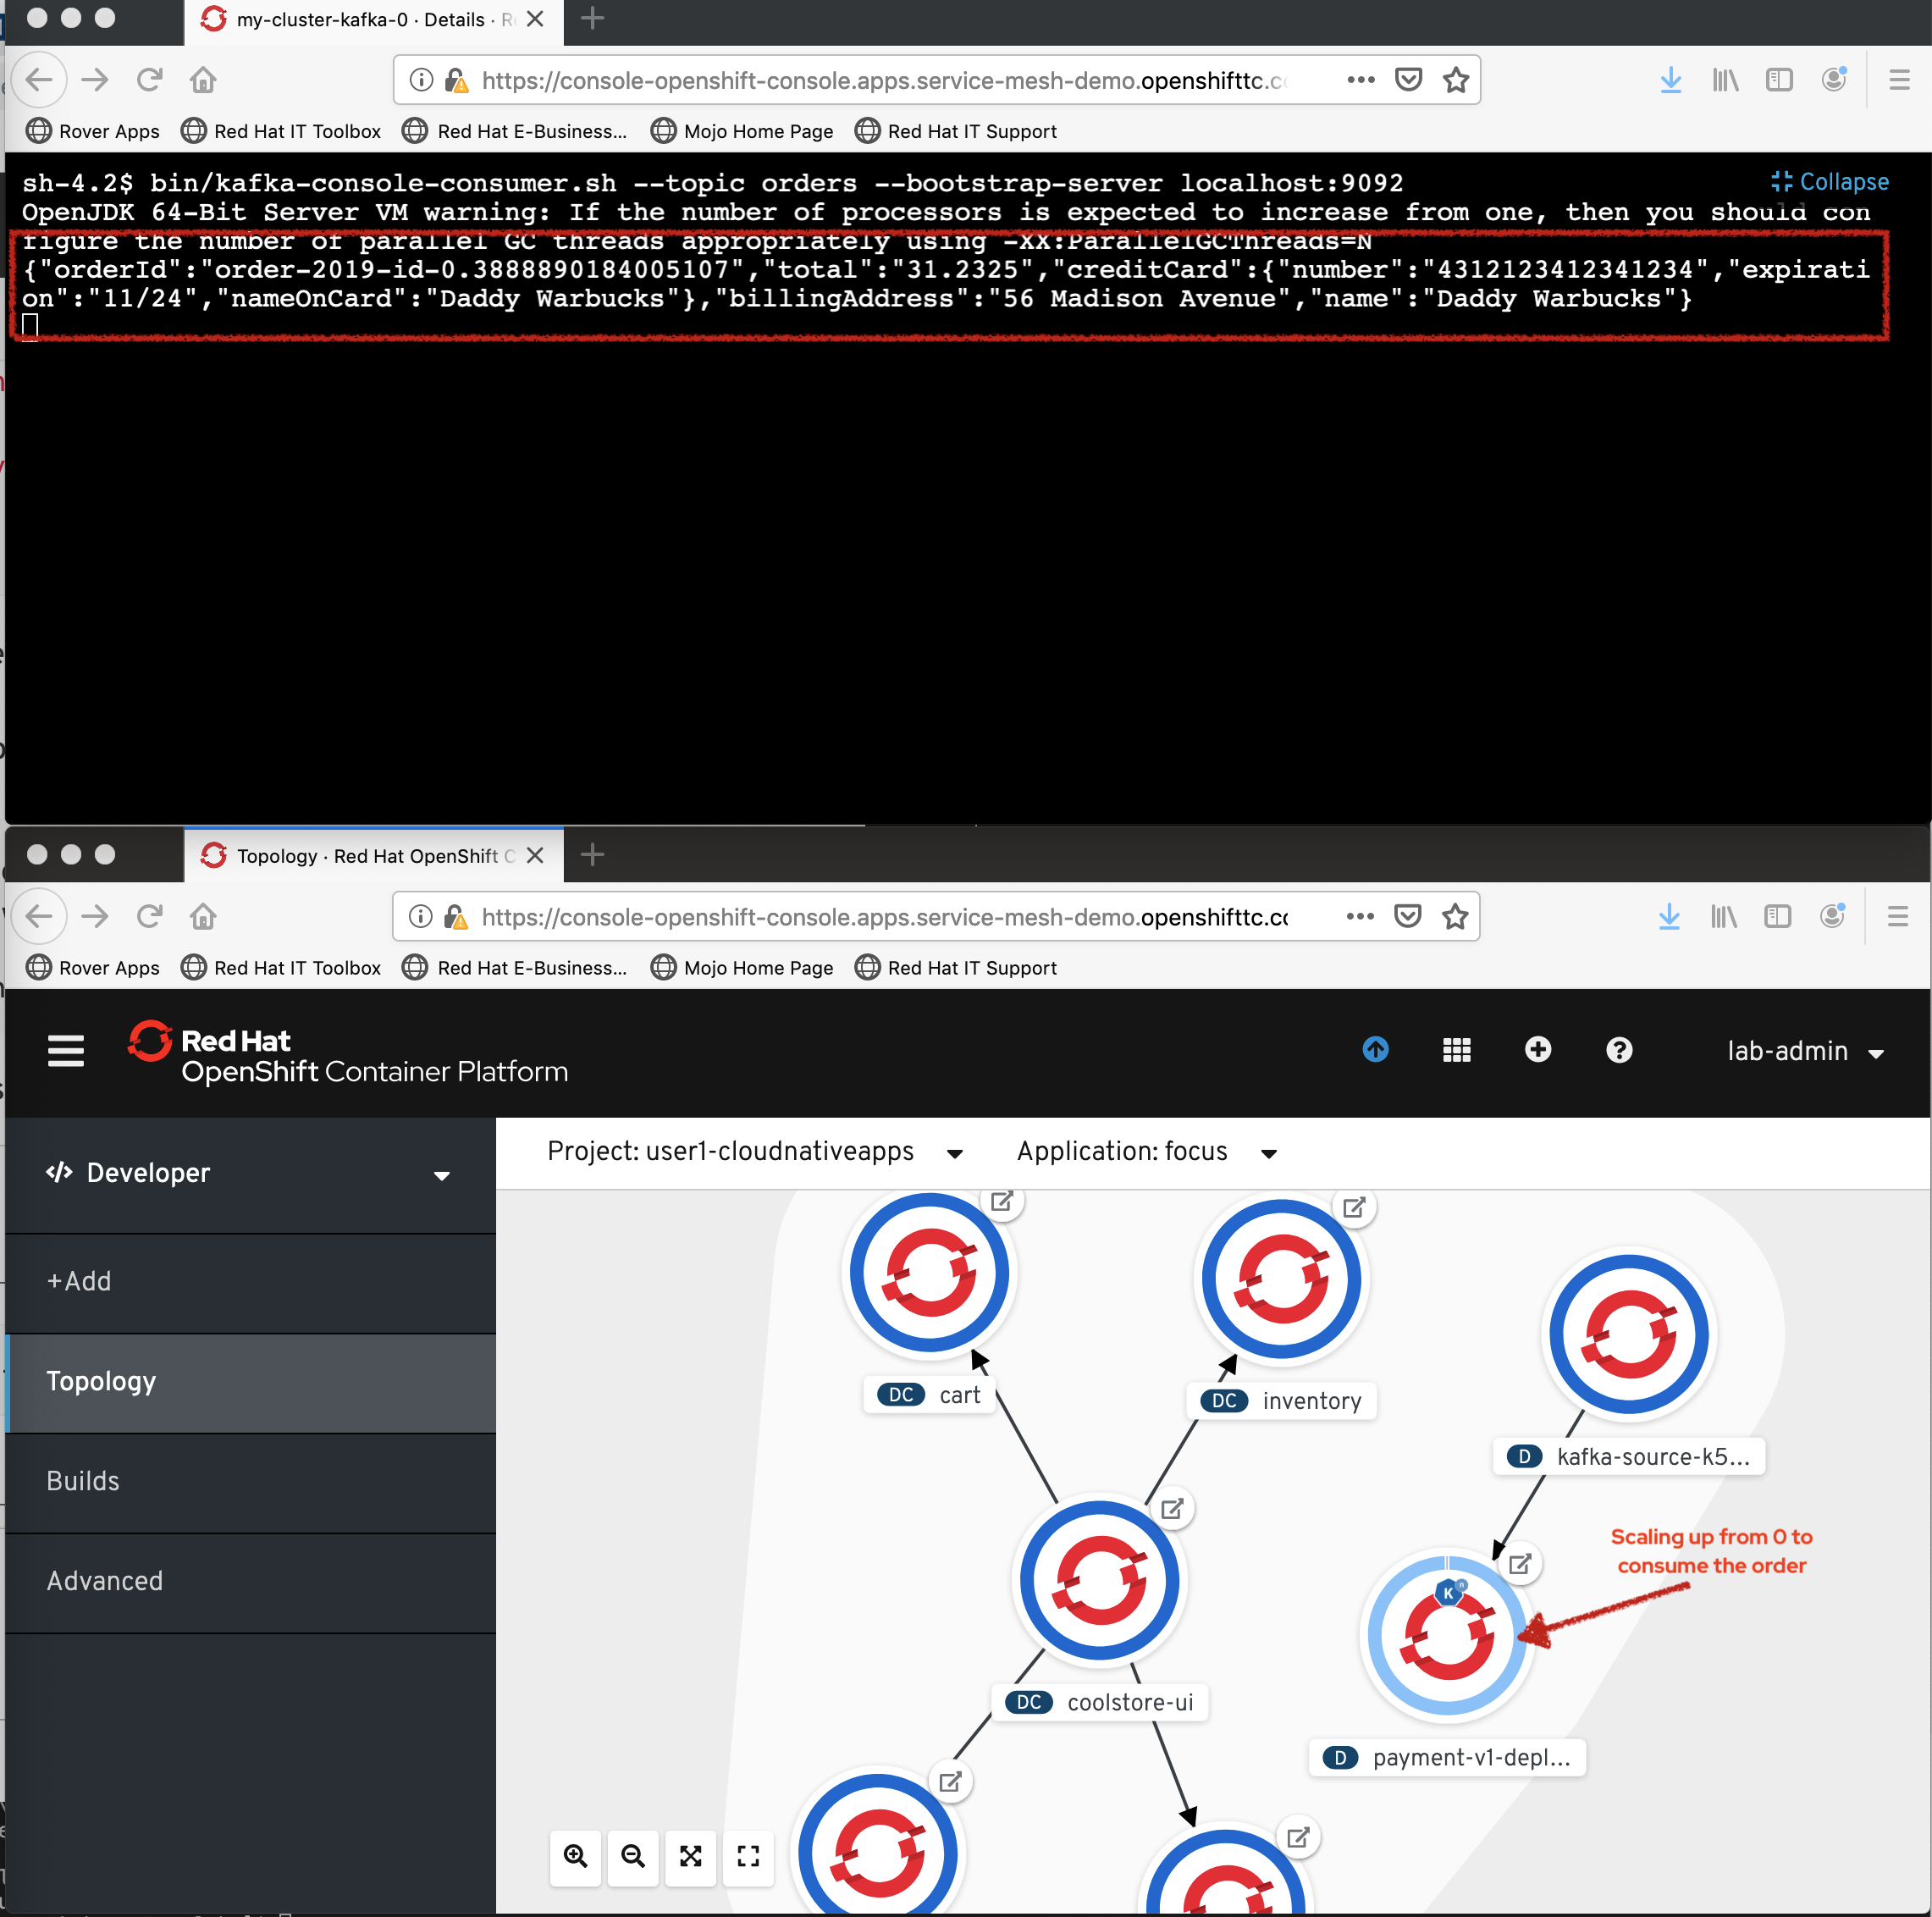 my-cluster-kafka-0 · Details · R
https://console-openshift-console.apps.service-mesh-demo.openshifttc.c
Rover Apps Red Hat IT Toolbox Red Hat E-Business... Mojo Home Page Red Hat IT Support
sh-4.2$ bin/kafka-console-consumer.sh --topic orders --bootstrap-server localhost:9092
Collapse
OpenJDK 64-Bit Server VM warning: If the number of processors is expected to increase from one, then you should con
figure the number of parallel GC threads appropriately using -XX:ParallelGCThreads=N
{"orderId":"order-2019-id-0.3888890184005107","total":"31.2325","creditCard":{"number":"4312123412341234","expirati
on":"11/24","nameOnCard":"Daddy Warbucks"},"billingAddress":"56 Madison Avenue","name":"Daddy Warbucks"}
Topology · Red Hat OpenShift C
https://console-openshift-console.apps.service-mesh-demo.openshifttc.cc
Rover Apps Red Hat IT Toolbox Red Hat E-Business... Mojo Home Page Red Hat IT Support
Red Hat
OpenShift Container Platform
lab-admin
Developer
+Add
Topology
Builds
Advanced
Project: user1-cloudnativeapps Application: focus
DC cart
DC inventory
D kafka-source-k5...
Scaling up from 0 to
consume the order
K n
DC coolstore-ui
D payment-v1-depl...